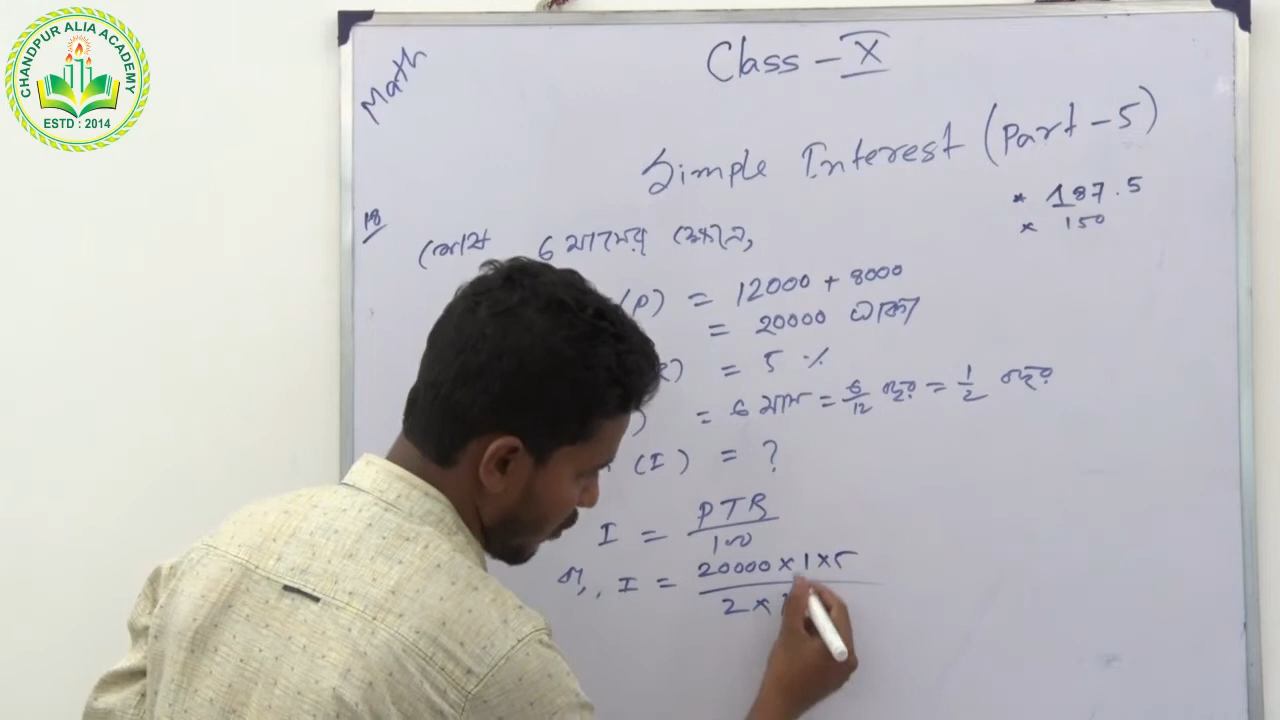 CHANDPUR ALIA ACADEMY
ESTD : 2014
Math
Class - X
Simple Interest (Part - 5)
* 187.5
* 150
18
শেষ 6 মাসের ক্ষেত্রে,
(P) = 12000 + 8000
= 20000 টাকা
) = 5 %
) = 6 মাস = 6/12 বছর = 1/2 বছর
(I) = ?
I = PTR/100
বা, I = 20000 × 1 × 5
2 ×